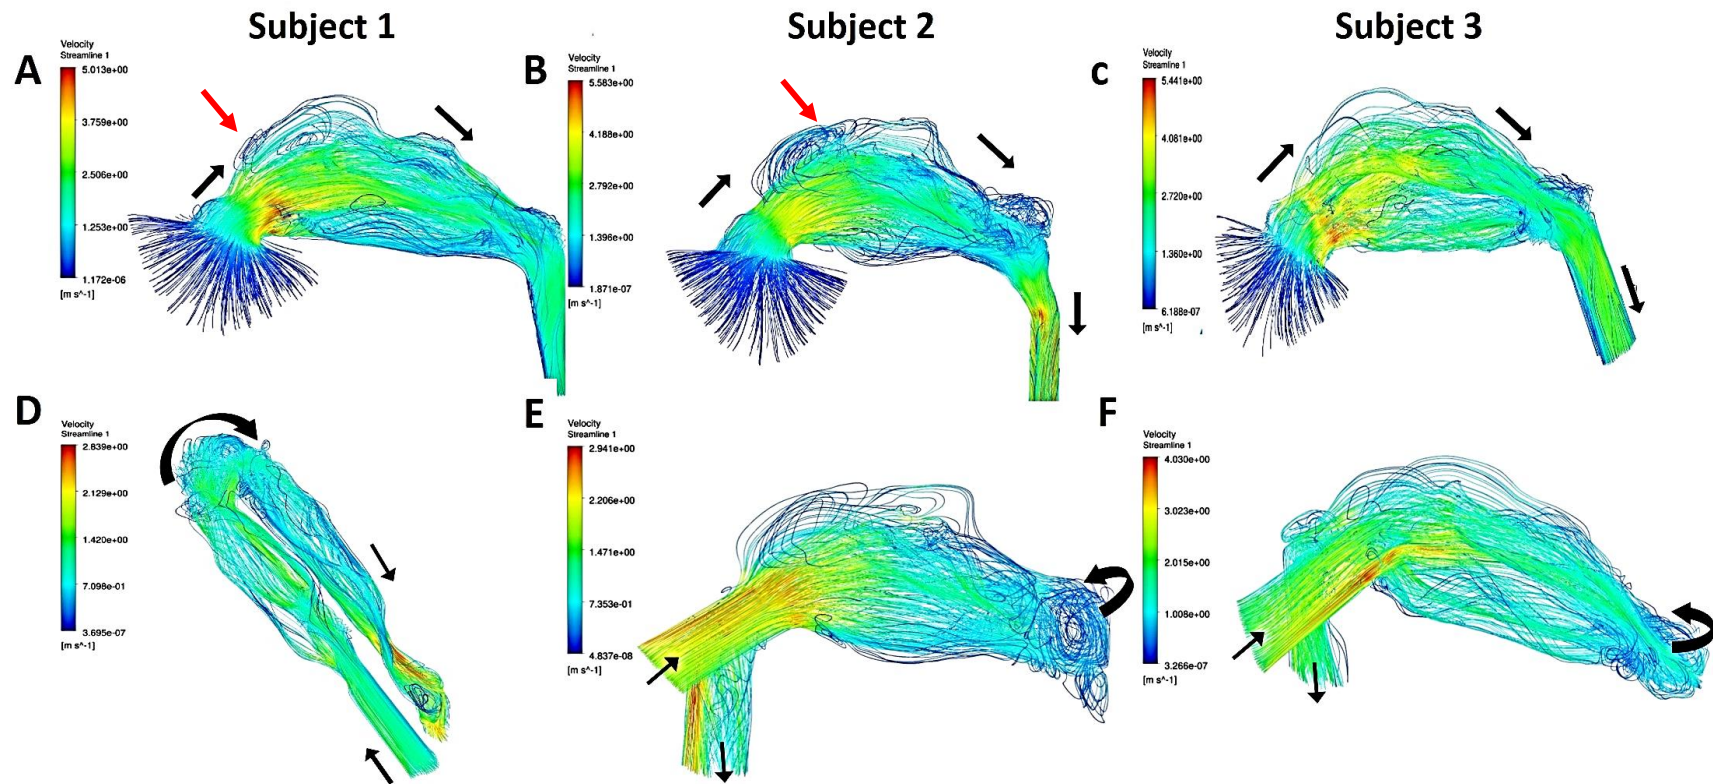 Subject 1
Subject 2
Subject 3
A
Velocity
Streamline 1
5.013e+00
3.759e+00
2.506e+00
1.253e+00
1.172e-06
[m s^-1]
B
Velocity
Streamline 1
5.583e+00
4.188e+00
2.792e+00
1.396e+00
1.871e-07
[m s^-1]
c
Velocity
Streamline 1
5.441e+00
4.081e+00
2.720e+00
1.360e+00
6.188e-07
[m s^-1]
D
Velocity
Streamline 1
2.839e+00
2.129e+00
1.420e+00
7.098e-01
3.695e-07
[m s^-1]
E
Velocity
Streamline 1
2.941e+00
2.206e+00
1.471e+00
7.353e-01
4.837e-08
[m s^-1]
F
Velocity
Streamline 1
4.030e+00
3.023e+00
2.015e+00
1.008e+00
3.266e-07
[m s^-1]